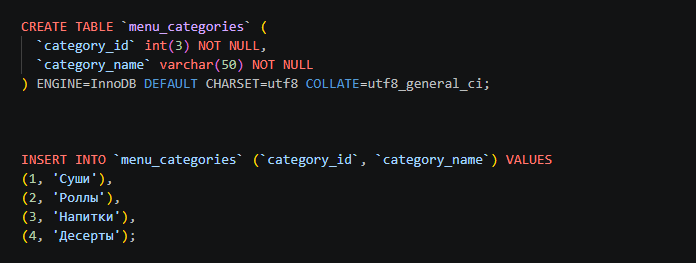 CREATE TABLE `menu_categories` (
  `category_id` int(3) NOT NULL,
  `category_name` varchar(50) NOT NULL
) ENGINE=InnoDB DEFAULT CHARSET=utf8 COLLATE=utf8_general_ci;
INSERT INTO `menu_categories` (`category_id`, `category_name`) VALUES
(1, 'Суши'),
(2, 'Роллы'),
(3, 'Напитки'),
(4, 'Десерты');